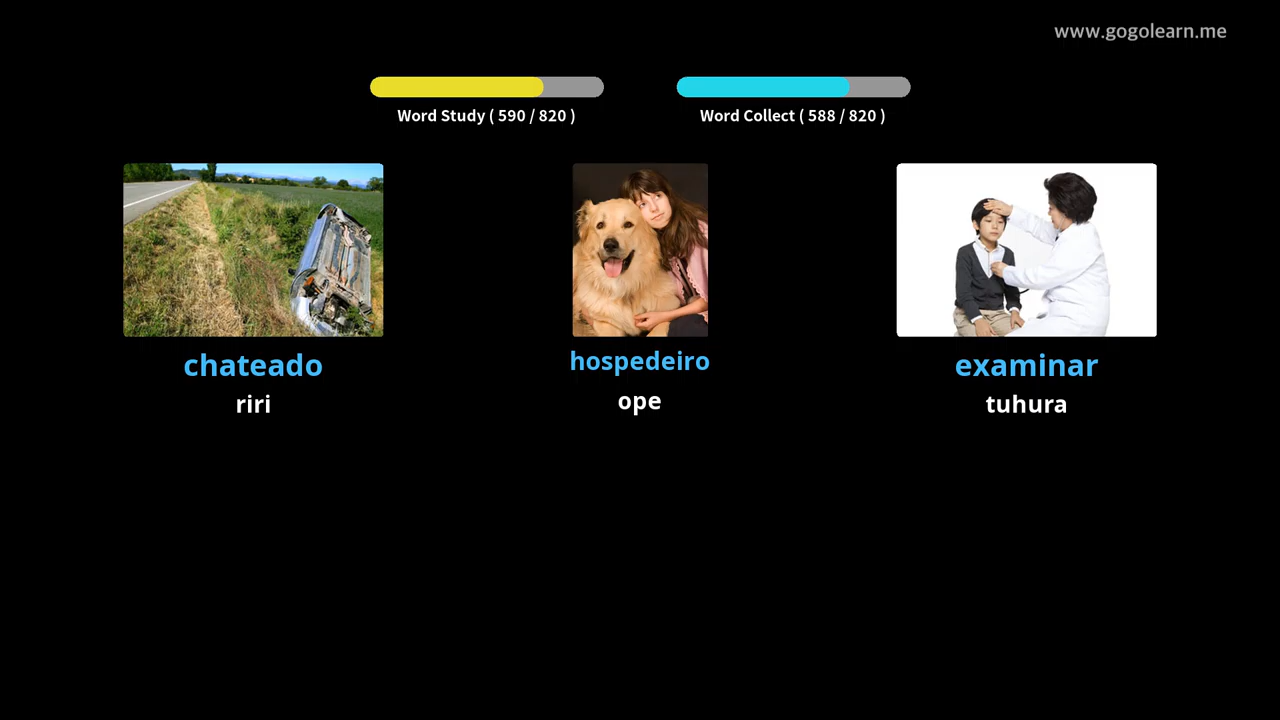 www.gogolearn.me
Word Study ( 590 / 820 )
Word Collect ( 588 / 820 )
chateado
riri
hospedeiro
ope
examinar
tuhura